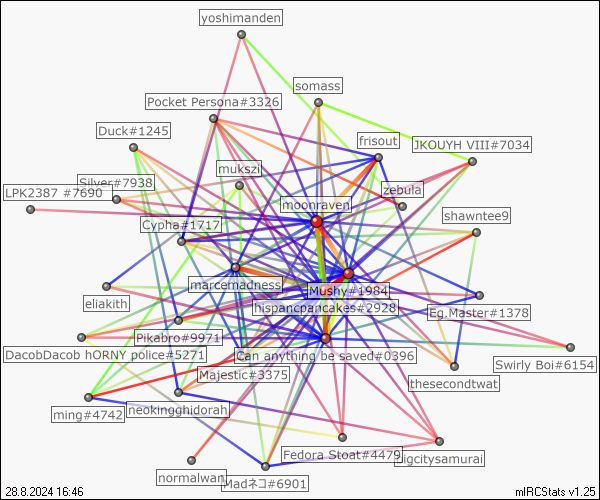 yoshimanden
somass
Pocket Persona#3326
Duck#1245
frisout
JKOUYH VIII#7034
mukszi
Silver#7938
zebula
LPK2387 #7690
moonraven
shawntee9
Cypha#1717
marcemadness
Mushy#1984
eliakith
hispancpancakes#2928
Eg.Master#1378
Pikabro#9971
DacobDacob hORNY police#5271
Can anything be saved#0396
Swirly Boi#6154
Majestic#3375
thesecondtwat
ming#4742
neokingghidorah
Fedora Stoat#4479
bigcitysamurai
normalwan
Madネコ#6901
28.8.2024 16:46
mIRCStats v1.25